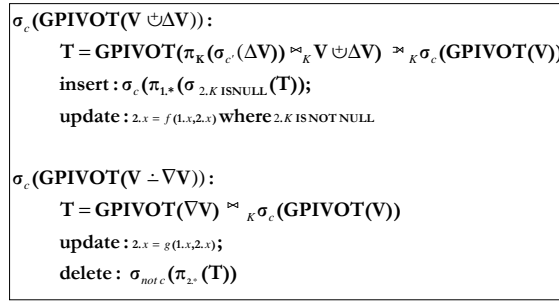 σc(GPIVOT(V ⊎ΔV)):
T = GPIVOT(πK(σc'(ΔV)) ⋈K V ⊎ΔV) ⟕K σc(GPIVOT(V))
insert : σc(π1.*(σ2.K ISNULL(T));
update : 2.x = f(1.x,2.x) where 2.K IS NOT NULL
σc(GPIVOT(V ∸ ∇V)):
T = GPIVOT(∇V) ⋈K σc(GPIVOT(V))
update : 2.x = g(1.x,2.x);
delete : σnot c(π2.*(T))